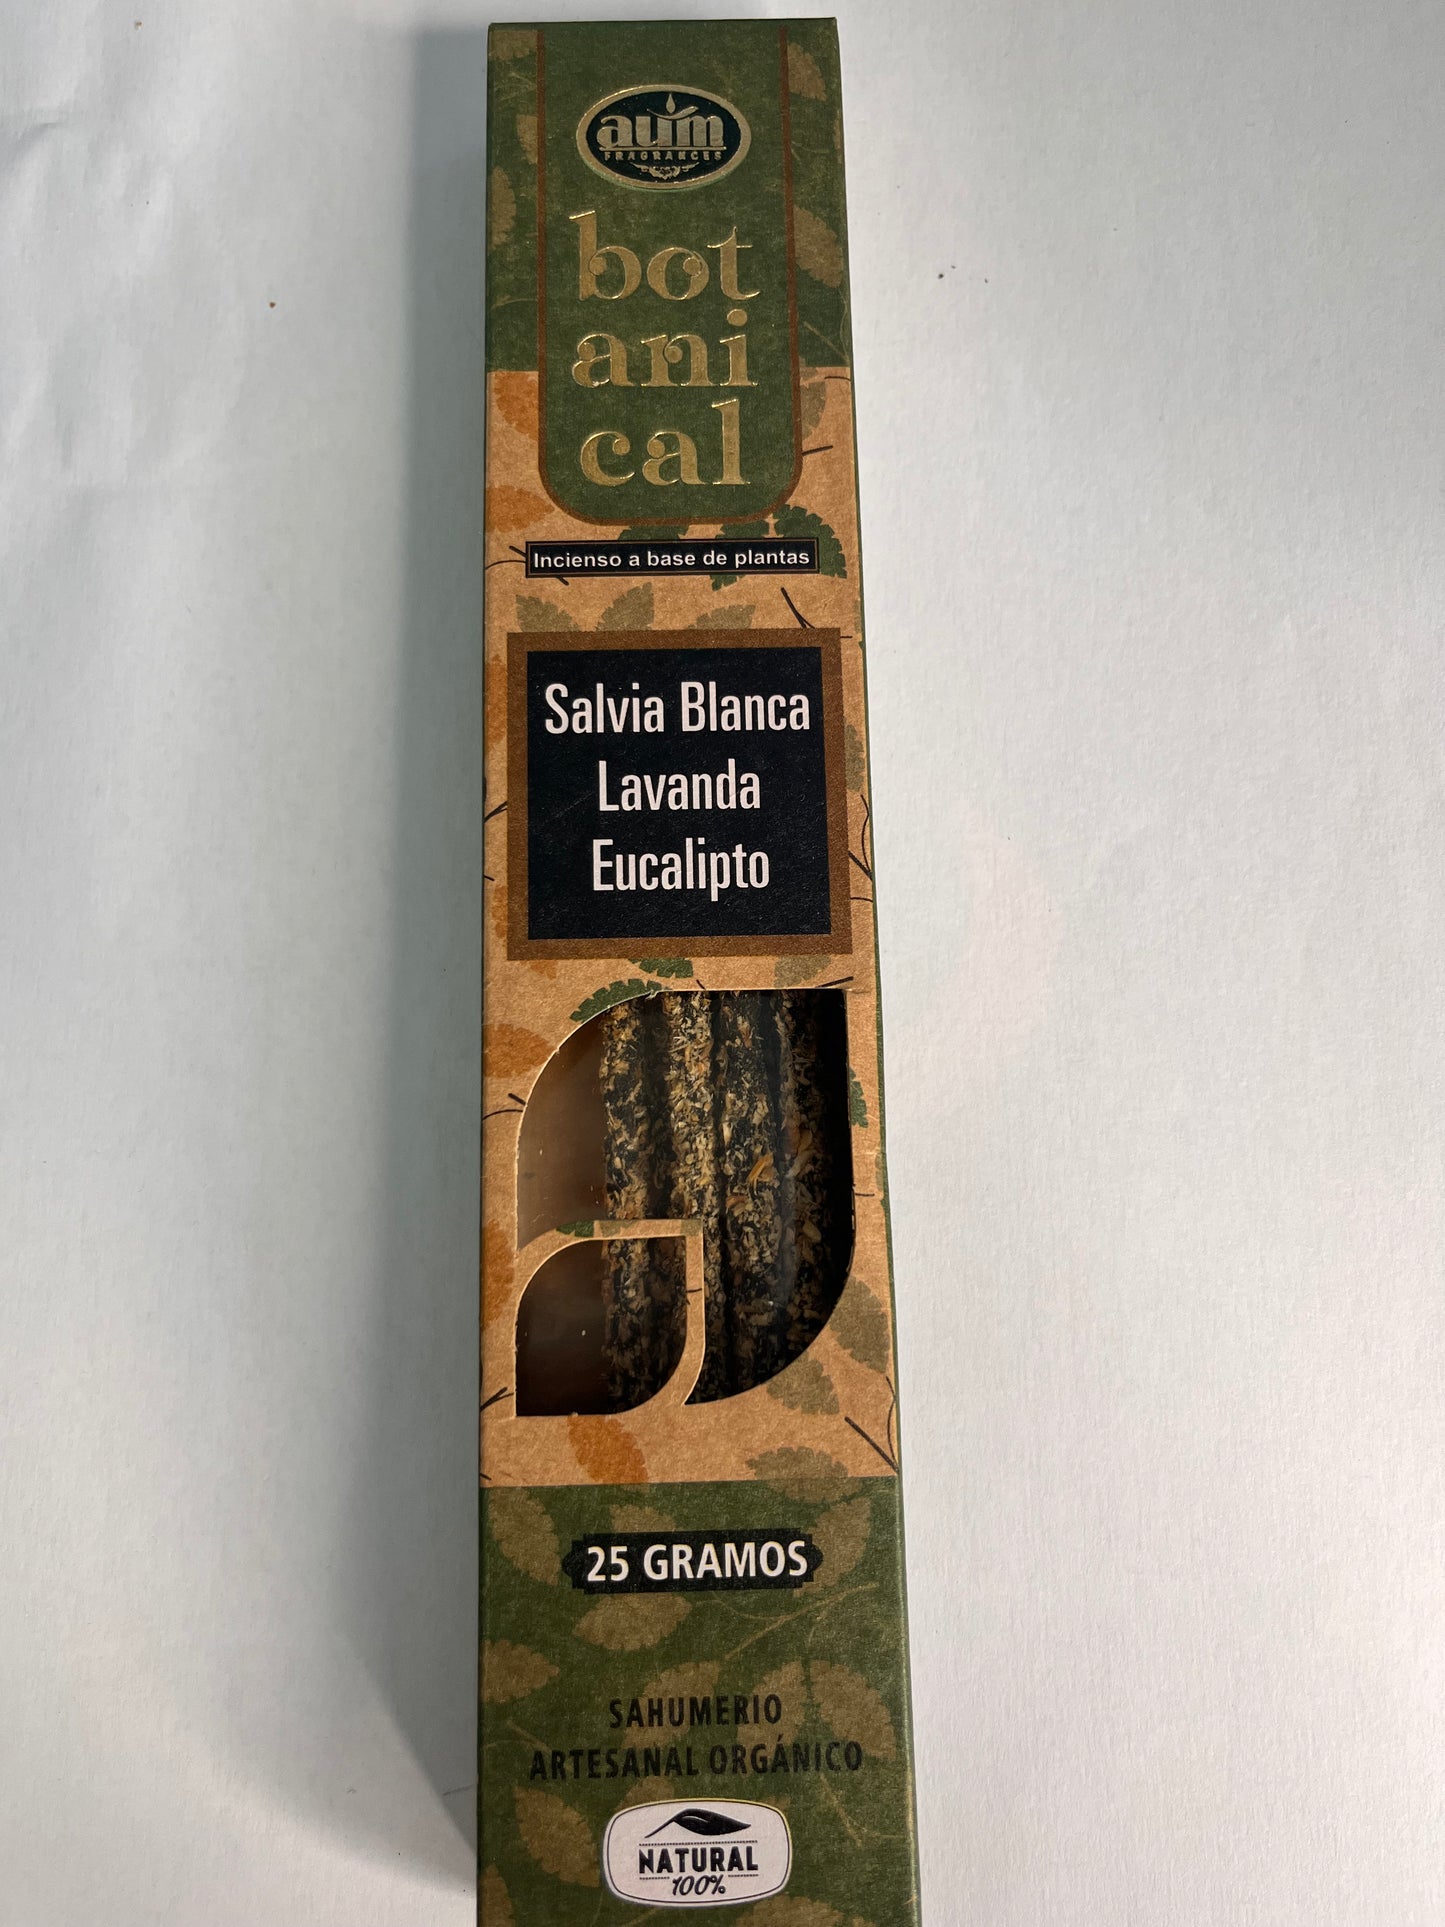 aum
FRAGRANCES
bot
ani
cal
Incienso a base de plantas
Salvia Blanca
Lavanda
Eucalipto
25 GRAMOS
SAHUMERIO
ARTESANAL ORGÁNICO
NATURAL
100%